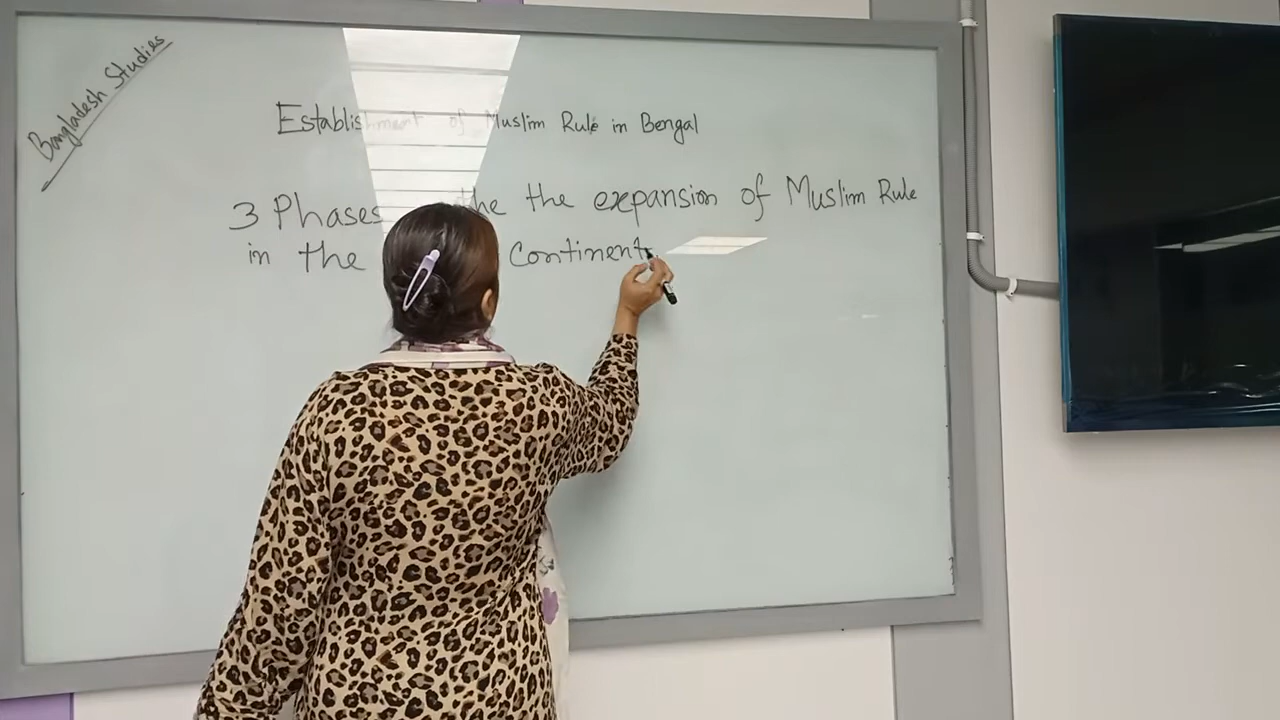 Bangladesh Studies
Establishment of Muslim Rule in Bengal
3 Phases the the expansion of Muslim Rule
in the continent